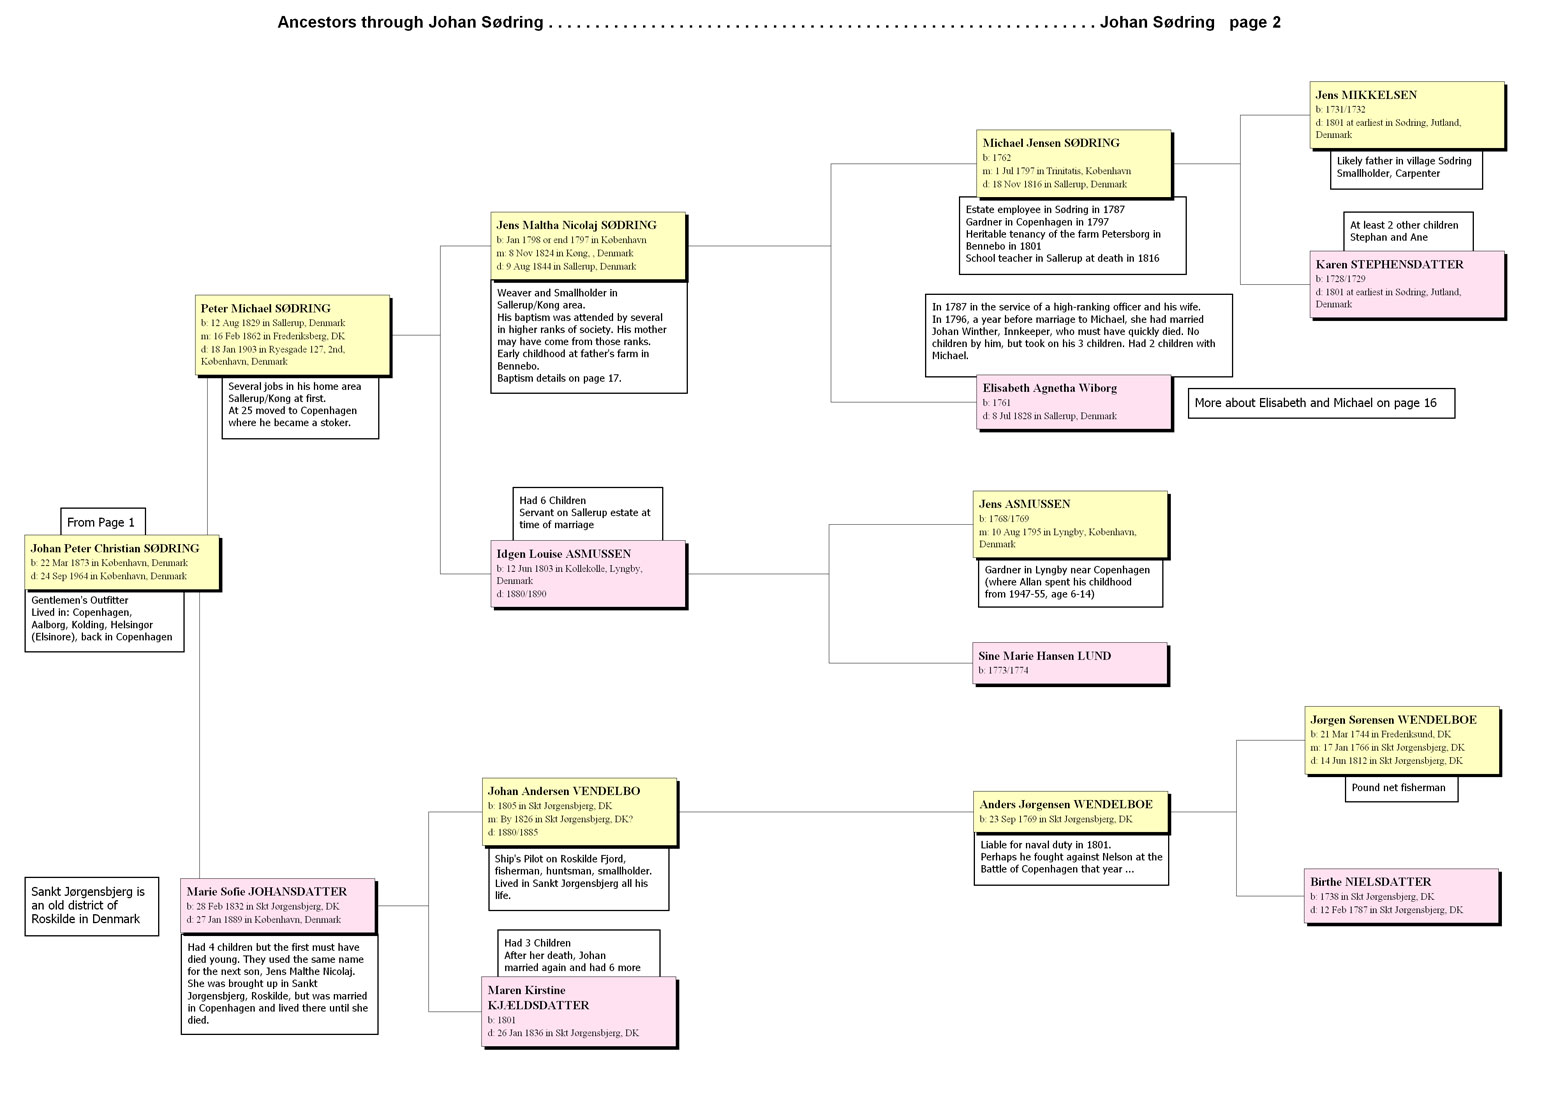 Ancestors through Johan Sødring . . . . . . . . . . . . . . . . . . . . . . . . . . . . . . . . . . . . . . . . . . . . . . . . . . . . . . . . . . . . . Johan Sødring page 2
Jens MIKKELSEN
b: 1731/1732
d: 1801 at earliest in Sødring, Jutland,
Denmark
Likely father in village Sødring
Smallholder, Carpenter
Michael Jensen SØDRING
b: 1762
m: 1 Jul 1797 in Trinitatis, København
d: 18 Nov 1816 in Sallerup, Denmark
Estate employee in Sødring in 1787
Gardner in Copenhagen in 1797
Heritable tenancy of the farm Petersborg in
Bennebo in 1801
School teacher in Sallerup at death in 1816
At least 2 other children
Stephan and Ane
Karen STEPHENSDATTER
b: 1728/1729
d: 1801 at earliest in Sødring, Jutland,
Denmark
Jens Maltha Nicolaj SØDRING
b: Jan 1798 or end 1797 in København
m: 8 Nov 1824 in Kong, , Denmark
d: 9 Aug 1844 in Sallerup, Denmark
Weaver and Smallholder in
Sallerup/Kong area.
His baptism was attended by several
in higher ranks of society. His mother
may have come from those ranks.
Early childhood at father's farm in
Bennebo.
Baptism details on page 17.
In 1787 in the service of a high-ranking officer and his wife.
In 1796, a year before marriage to Michael, she had married
Johan Winther, Innkeeper, who must have quickly died. No
children by him, but took on his 3 children. Had 2 children with
Michael.
Elisabeth Agnetha Wiborg
b: 1761
d: 8 Jul 1828 in Sallerup, Denmark
More about Elisabeth and Michael on page 16
Peter Michael SØDRING
b: 12 Aug 1829 in Sallerup, Denmark
m: 16 Feb 1862 in Frederiksberg, DK
d: 18 Jan 1903 in Ryesgade 127, 2nd,
København, Denmark
Several jobs in his home area
Sallerup/Kong at first.
At 25 moved to Copenhagen
where he became a stoker.
Had 6 Children
Servant on Sallerup estate at
time of marriage
Idgen Louise ASMUSSEN
b: 12 Jun 1803 in Kollekolle, Lyngby,
Denmark
d: 1880/1890
Jens ASMUSSEN
b: 1768/1769
m: 10 Aug 1795 in Lyngby, København,
Denmark
Gardner in Lyngby near Copenhagen
(where Allan spent his childhood
from 1947-55, age 6-14)
Sine Marie Hansen LUND
b: 1773/1774
From Page 1
Johan Peter Christian SØDRING
b: 22 Mar 1873 in København, Denmark
d: 24 Sep 1964 in København, Denmark
Gentlemen's Outfitter
Lived in: Copenhagen,
Aalborg, Kolding, Helsingør
(Elsinore), back in Copenhagen
Jørgen Sørensen WENDELBOE
b: 21 Mar 1744 in Frederiksund, DK
m: 17 Jan 1766 in Skt Jørgensbjerg, DK
d: 14 Jun 1812 in Skt Jørgensbjerg, DK
Pound net fisherman
Johan Andersen VENDELBO
b: 1805 in Skt Jørgensbjerg, DK
m: By 1826 in Skt Jørgensbjerg, DK?
d: 1880/1885
Ship's Pilot on Roskilde Fjord,
fisherman, huntsman, smallholder.
Lived in Sankt Jørgensbjerg all his
life.
Anders Jørgensen WENDELBOE
b: 23 Sep 1769 in Skt Jørgensbjerg, DK
Liable for naval duty in 1801.
Perhaps he fought against Nelson at the
Battle of Copenhagen that year ...
Birthe NIELSDATTER
b: 1738 in Skt Jørgensbjerg, DK
d: 12 Feb 1787 in Skt Jørgensbjerg, DK
Sankt Jørgensbjerg is
an old district of
Roskilde in Denmark
Marie Sofie JOHANSDATTER
b: 28 Feb 1832 in Skt Jørgensbjerg, DK
d: 27 Jan 1889 in København, Denmark
Had 4 children but the first must have
died young. They used the same name
for the next son, Jens Malthe Nicolaj.
She was brought up in Sankt
Jørgensbjerg, Roskilde, but was married
in Copenhagen and lived there until she
died.
Had 3 Children
After her death, Johan
married again and had 6 more
Maren Kirstine
KJÆLDSDATTER
b: 1801
d: 26 Jan 1836 in Skt Jørgensbjerg, DK